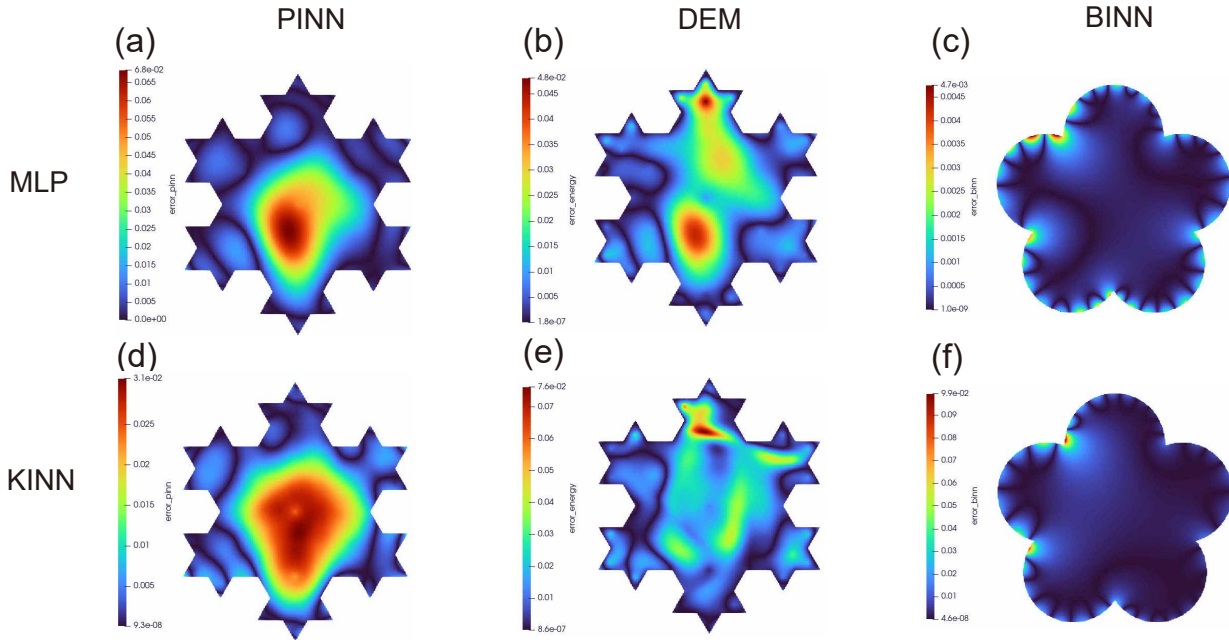 PINN
DEM
BINN
MLP
KINN
(a)
6.8e-02
0.065
0.06
0.055
0.05
0.045
0.04
0.035
0.03
0.025
0.02
0.015
0.01
0.005
0.0e+00
error_pinn
(b)
4.8e-02
0.045
0.04
0.035
0.03
0.025
0.02
0.015
0.01
0.005
1.8e-07
error_energy
(c)
4.7e-03
0.0045
0.004
0.0035
0.003
0.0025
0.002
0.0015
0.001
0.0005
1.0e-09
error_binn
(d)
3.1e-02
0.02
0.015
0.01
0.005
9.3e-08
error_pinn
(e)
7.6e-02
0.07
0.06
0.05
0.04
0.03
0.02
0.01
8.6e-07
error_energy
(f)
9.9e-02
0.09
0.08
0.07
0.06
0.05
0.04
0.03
0.02
0.01
4.6e-08
error_binn